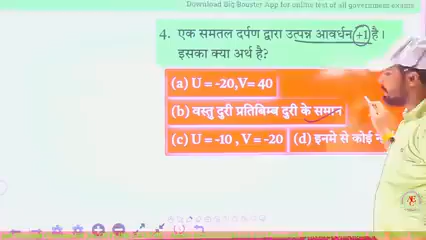 Download Big Booster App for online test of all government exams
4. एक समतल दर्पण द्वारा उत्पन्न आवर्धन +1 है।
इसका क्या अर्थ है?
(a) U = -20,V= 40
(b) वस्तु दुरी प्रतिबिम्ब दुरी के समान
(c) U = -10 , V = -20 (d) इनमे से कोई